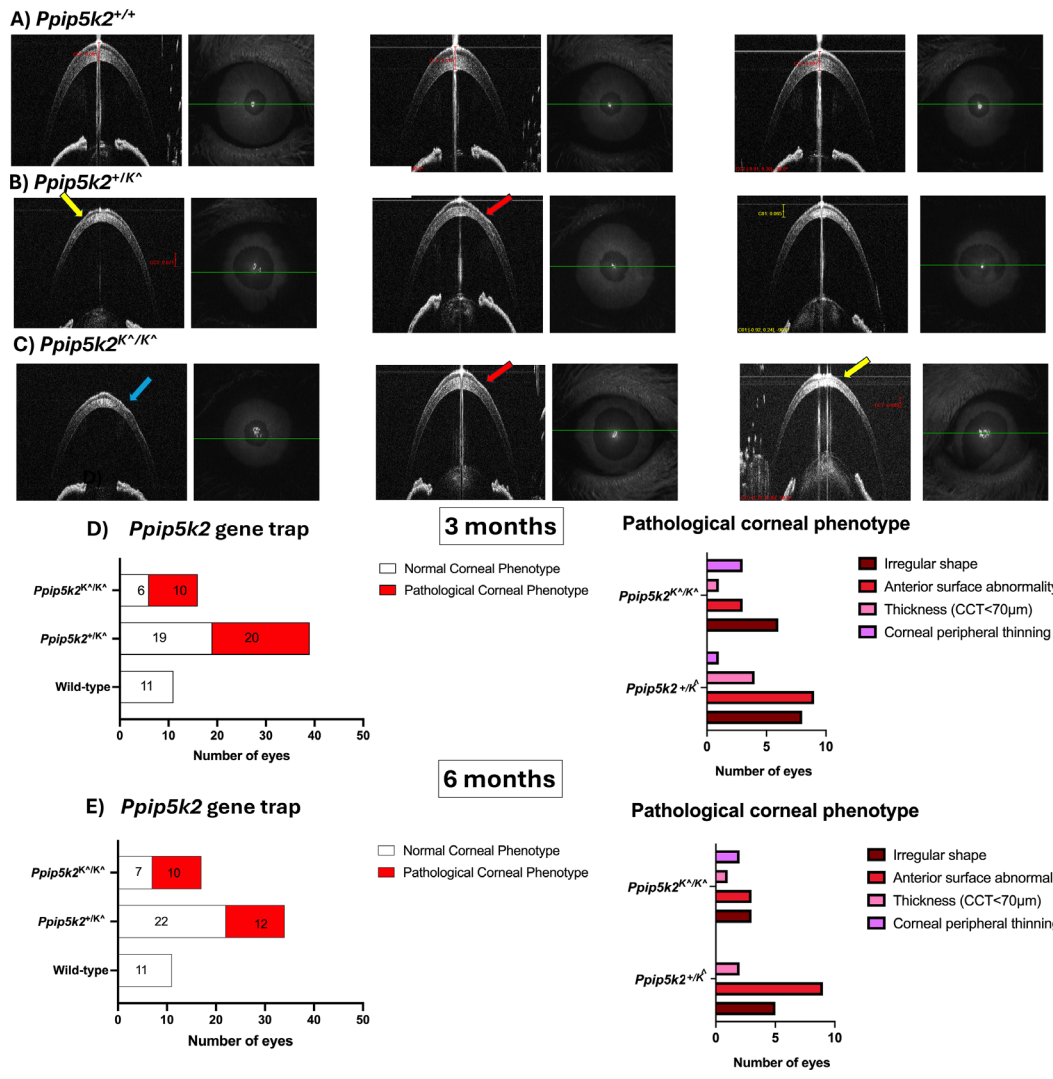 A) Ppip5k2+/+
B) Ppip5k2+/K^
C) Ppip5k2K^/K^
D) Ppip5k2 gene trap
3 months
Pathological corneal phenotype
Normal Corneal Phenotype
Pathological Corneal Phenotype
Ppip5k2K^/K^
6
10
Ppip5k2+/K^
19
20
Wild-type
11
0
10
20
30
40
50
Number of eyes
Irregular shape
Anterior surface abnormality
Thickness (CCT<70μm)
Corneal peripheral thinning
Ppip5k2K^/K^
Ppip5k2+/K^
0
5
10
Number of eyes
6 months
E) Ppip5k2 gene trap
Pathological corneal phenotype
Normal Corneal Phenotype
Pathological Corneal Phenotype
Ppip5k2K^/K^
7
10
Ppip5k2+/K^
22
12
Wild-type
11
0
10
20
30
40
50
Number of eyes
Irregular shape
Anterior surface abnormal
Thickness (CCT<70μm)
Corneal peripheral thinning
Ppip5k2K^/K^
Ppip5k2+/K^
0
5
10
Number of eyes